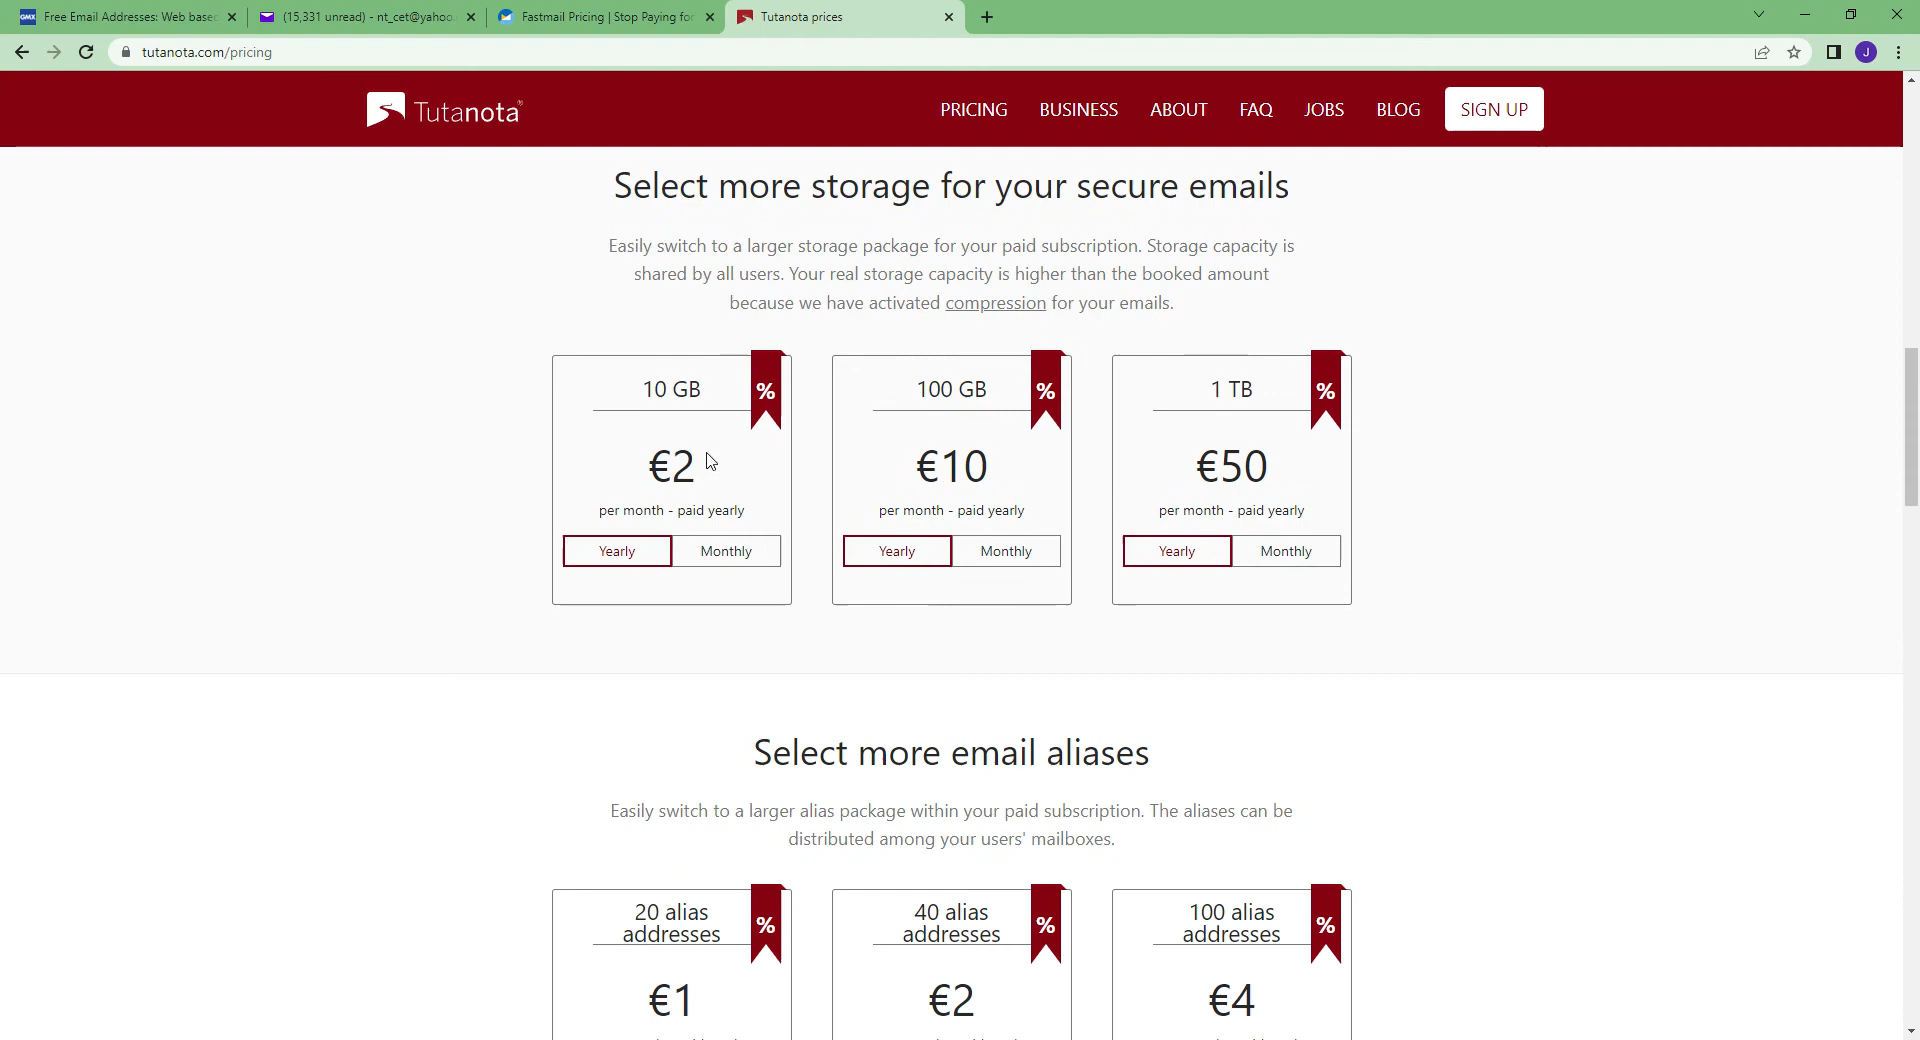 GMX Free Email Addresses: Web base
(15,331 unread) - nt_cet@yahoo.
Fastmail Pricing | Stop Paying for
Tutanota prices
tutanota.com/pricing
J
Tutanota®
PRICING
BUSINESS
ABOUT
FAQ
JOBS
BLOG
SIGN UP
Select more storage for your secure emails
Easily switch to a larger storage package for your paid subscription. Storage capacity is
shared by all users. Your real storage capacity is higher than the booked amount
because we have activated compression for your emails.
10 GB
%
€2
per month - paid yearly
Yearly
Monthly
100 GB
%
€10
per month - paid yearly
Yearly
Monthly
1 TB
%
€50
per month - paid yearly
Yearly
Monthly
Select more email aliases
Easily switch to a larger alias package within your paid subscription. The aliases can be
distributed among your users' mailboxes.
20 alias
addresses
%
€1
40 alias
addresses
%
€2
100 alias
addresses
%
€4